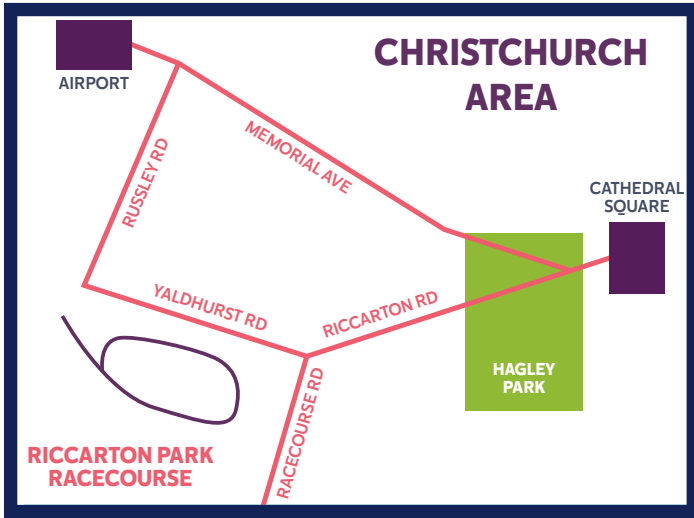 CHRISTCHURCH
AREA
AIRPORT
MEMORIAL AVE
RUSSLEY RD
CATHEDRAL
SQUARE
YALDHURST RD
RICCARTON RD
HAGLEY
PARK
RACECOURSE RD
RICCARTON PARK
RACECOURSE